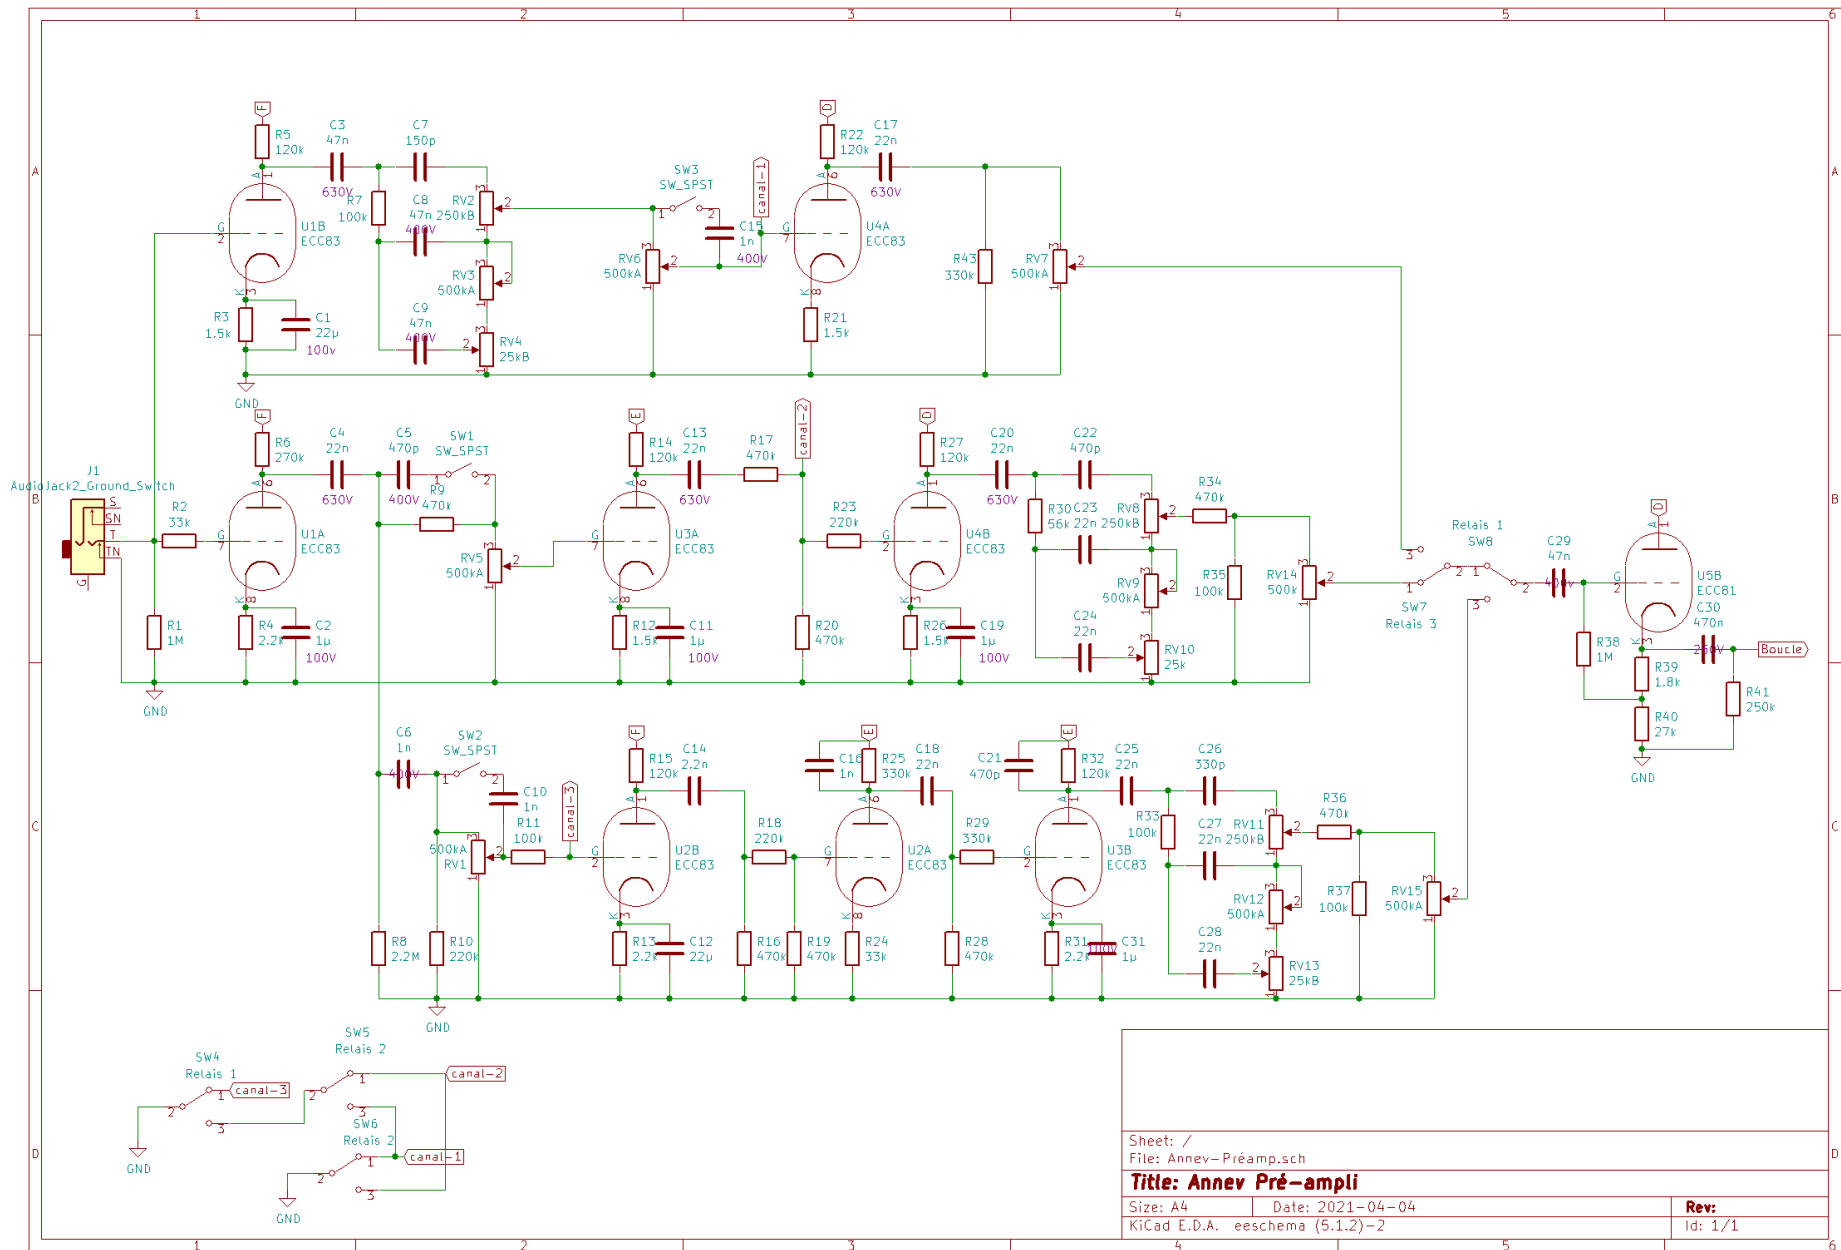 1 2 3 4 5 6
A
F
R5
120k
C3
47n
630V
C7
150p
R7
100k
C8
47n
400V
RV2
250kB
U1B
ECC83
RV3
500kA
C9
47n
400V
RV4
25kB
R3
1.5k
C1
22µ
100v
GND
SW3
SW_SPST
canal-1
C15
1n
400V
RV6
500kA
D
R22
120k
C17
22n
630V
U4A
ECC83
R21
1.5k
R43
330k
RV7
500kA
B
J1
AudioJack2_Ground_Switch
S
SN
T
TN
G
R2
33k
R1
1M
GND
F
R6
270k
C4
22n
630V
C5
470p
400V
SW1
SW_SPST
R9
470k
U1A
ECC83
RV5
500kA
R4
2.2k
C2
1µ
100V
E
R14
120k
C13
22n
630V
R17
470k
canal-2
U3A
ECC83
R12
1.5k
C11
1µ
100V
R23
220k
R20
470k
D
R27
120k
C20
22n
630V
C22
470p
U4B
ECC83
R26
1.5k
C19
1µ
100V
R30
56k
C23
22n
RV8
250kB
RV9
500kA
C24
22n
RV10
25k
R34
470k
R35
100k
RV14
500k
Relais 1
SW8
SW7
Relais 3
C29
47n
400v
R38
1M
D
U5B
ECC81
C30
470n
250V
Boucle
R39
1.8k
R40
27k
R41
250k
GND
C
C6
1n
400V
SW2
SW_SPST
C10
1n
R11
100k
canal-3
500kA
RV1
R8
2.2M
R10
220k
GND
F
R15
120k
C14
2.2n
U2B
ECC83
R13
2.2k
C12
22µ
R18
220k
R16
470k
R19
470k
E
C16
1n
R25
330k
C18
22n
U2A
ECC83
R24
33k
R29
330k
R28
470k
E
C21
470p
R32
120k
C25
22n
C26
330p
U3B
ECC83
R31
2.2k
C31
1µ
100V
R33
100k
C27
22n
RV11
250kB
RV12
500kA
C28
22n
RV13
25kB
R36
470k
R37
100k
RV15
500kA
D
SW4
Relais 1
canal-3
GND
SW5
Relais 2
canal-2
SW6
Relais 2
canal-1
GND
Sheet: /
File: Annev-Préamp.sch
Title: Annev Pré-ampli
Size: A4 Date: 2021-04-04 Rev:
KiCad E.D.A. eeschema (5.1.2)-2 Id: 1/1
1 2 3 4 5 6